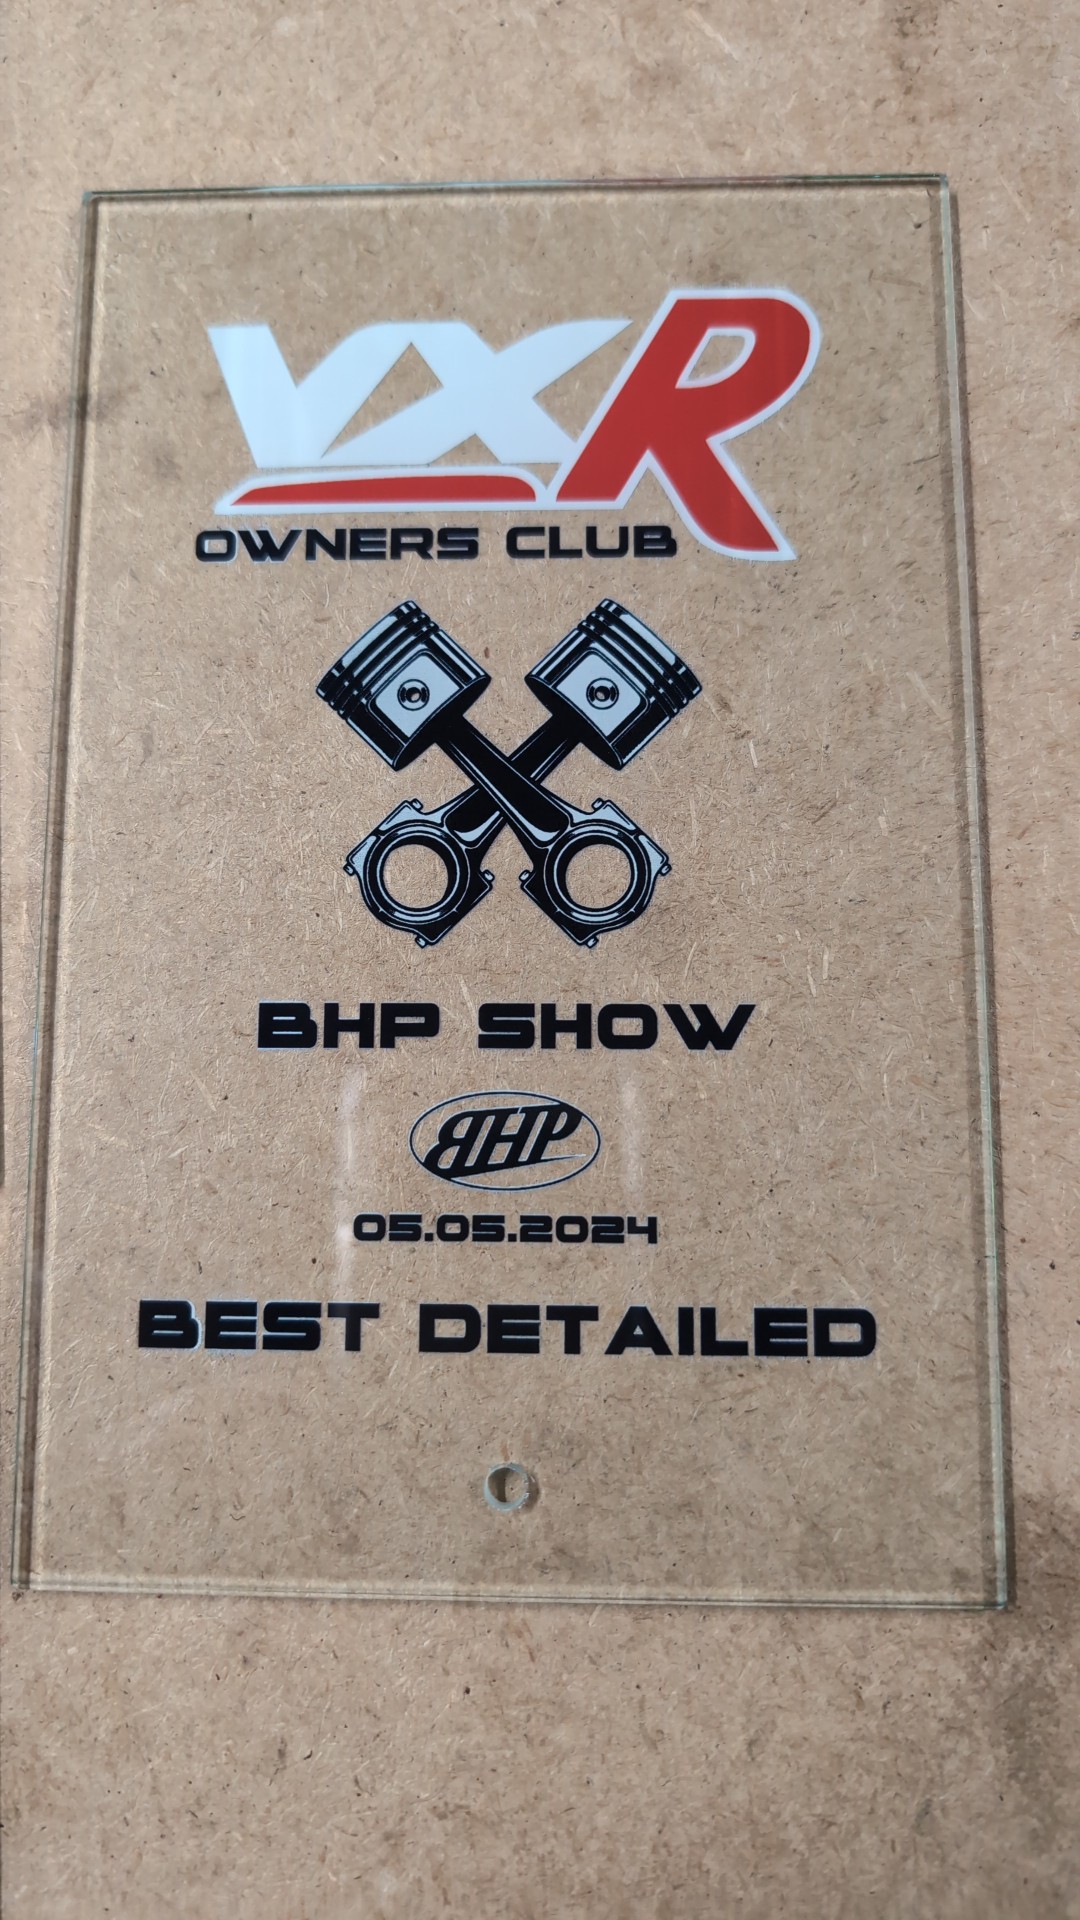 VXR
OWNERS CLUB
BHP SHOW
BHP
05.05.2024
BEST DETAILED